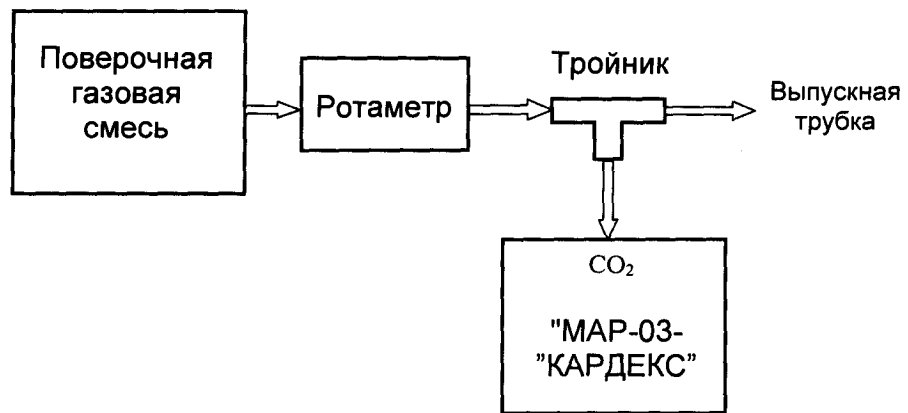 Поверочная
газовая
смесь
Ротаметр
Тройник
Выпускная
трубка
CO₂
"МАР-03-
"КАРДЕКС"